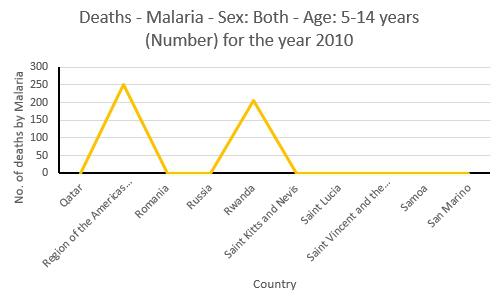 Deaths - Malaria - Sex: Both - Age: 5-14 years
(Number) for the year 2010
No. of deaths by Malaria
300
250
200
150
100
50
0
Qatar
Region of the Americas...
Romania
Russia
Rwanda
Saint Kitts and Nevis
Saint Lucia
Saint Vincent and the...
Samoa
San Marino
Country